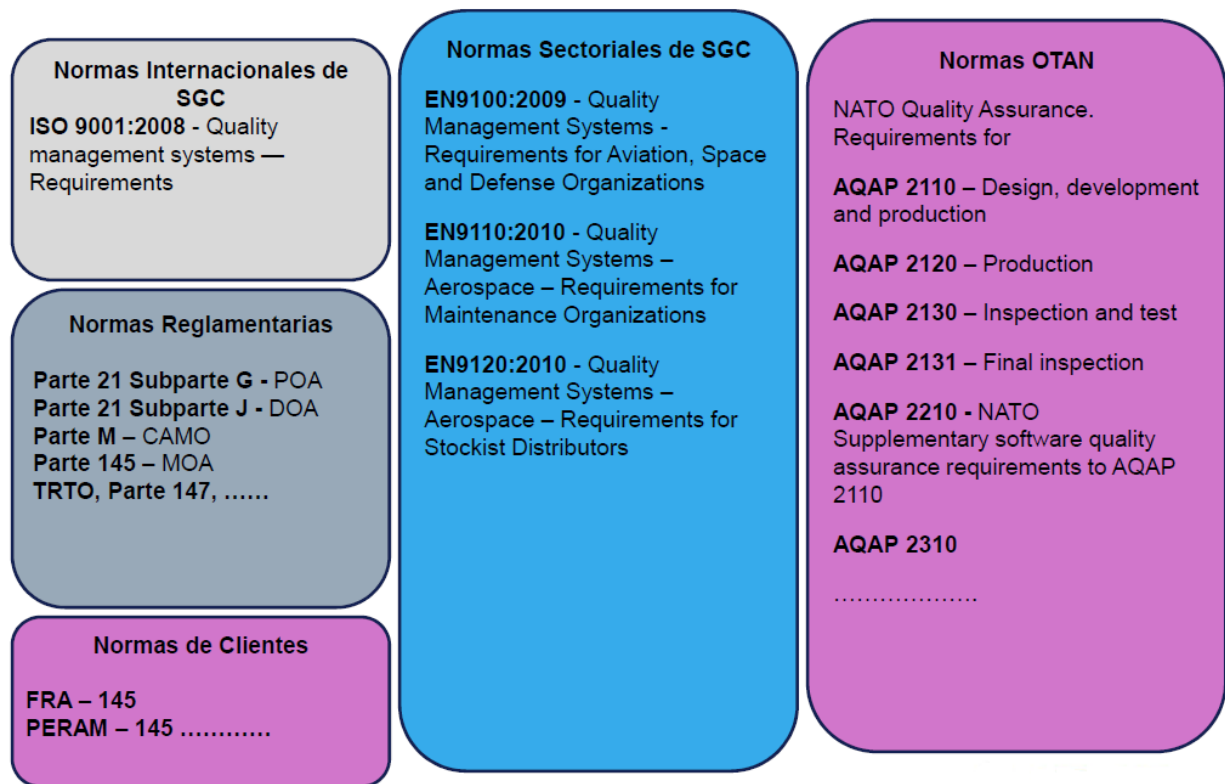 Normas Internacionales de
SGC
ISO 9001:2008 - Quality
management systems —
Requirements
Normas Reglamentarias
Parte 21 Subparte G - POA
Parte 21 Subparte J - DOA
Parte M – CAMO
Parte 145 – MOA
TRTO, Parte 147, ……
Normas de Clientes
FRA – 145
PERAM – 145 …………
Normas Sectoriales de SGC
EN9100:2009 - Quality
Management Systems -
Requirements for Aviation, Space
and Defense Organizations
EN9110:2010 - Quality
Management Systems –
Aerospace – Requirements for
Maintenance Organizations
EN9120:2010 - Quality
Management Systems –
Aerospace – Requirements for
Stockist Distributors
Normas OTAN
NATO Quality Assurance.
Requirements for
AQAP 2110 – Design, development
and production
AQAP 2120 – Production
AQAP 2130 – Inspection and test
AQAP 2131 – Final inspection
AQAP 2210 - NATO
Supplementary software quality
assurance requirements to AQAP
2110
AQAP 2310
……………….